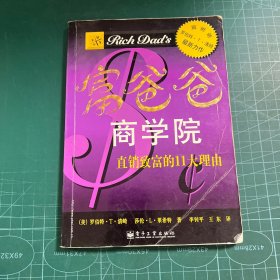 Rich Dad's
富爸爸
商学院
直销致富的11大理由
(美) 罗伯特·T·清崎 莎伦·L·莱希特 著 李钊平 王东 译
电子工业出版社